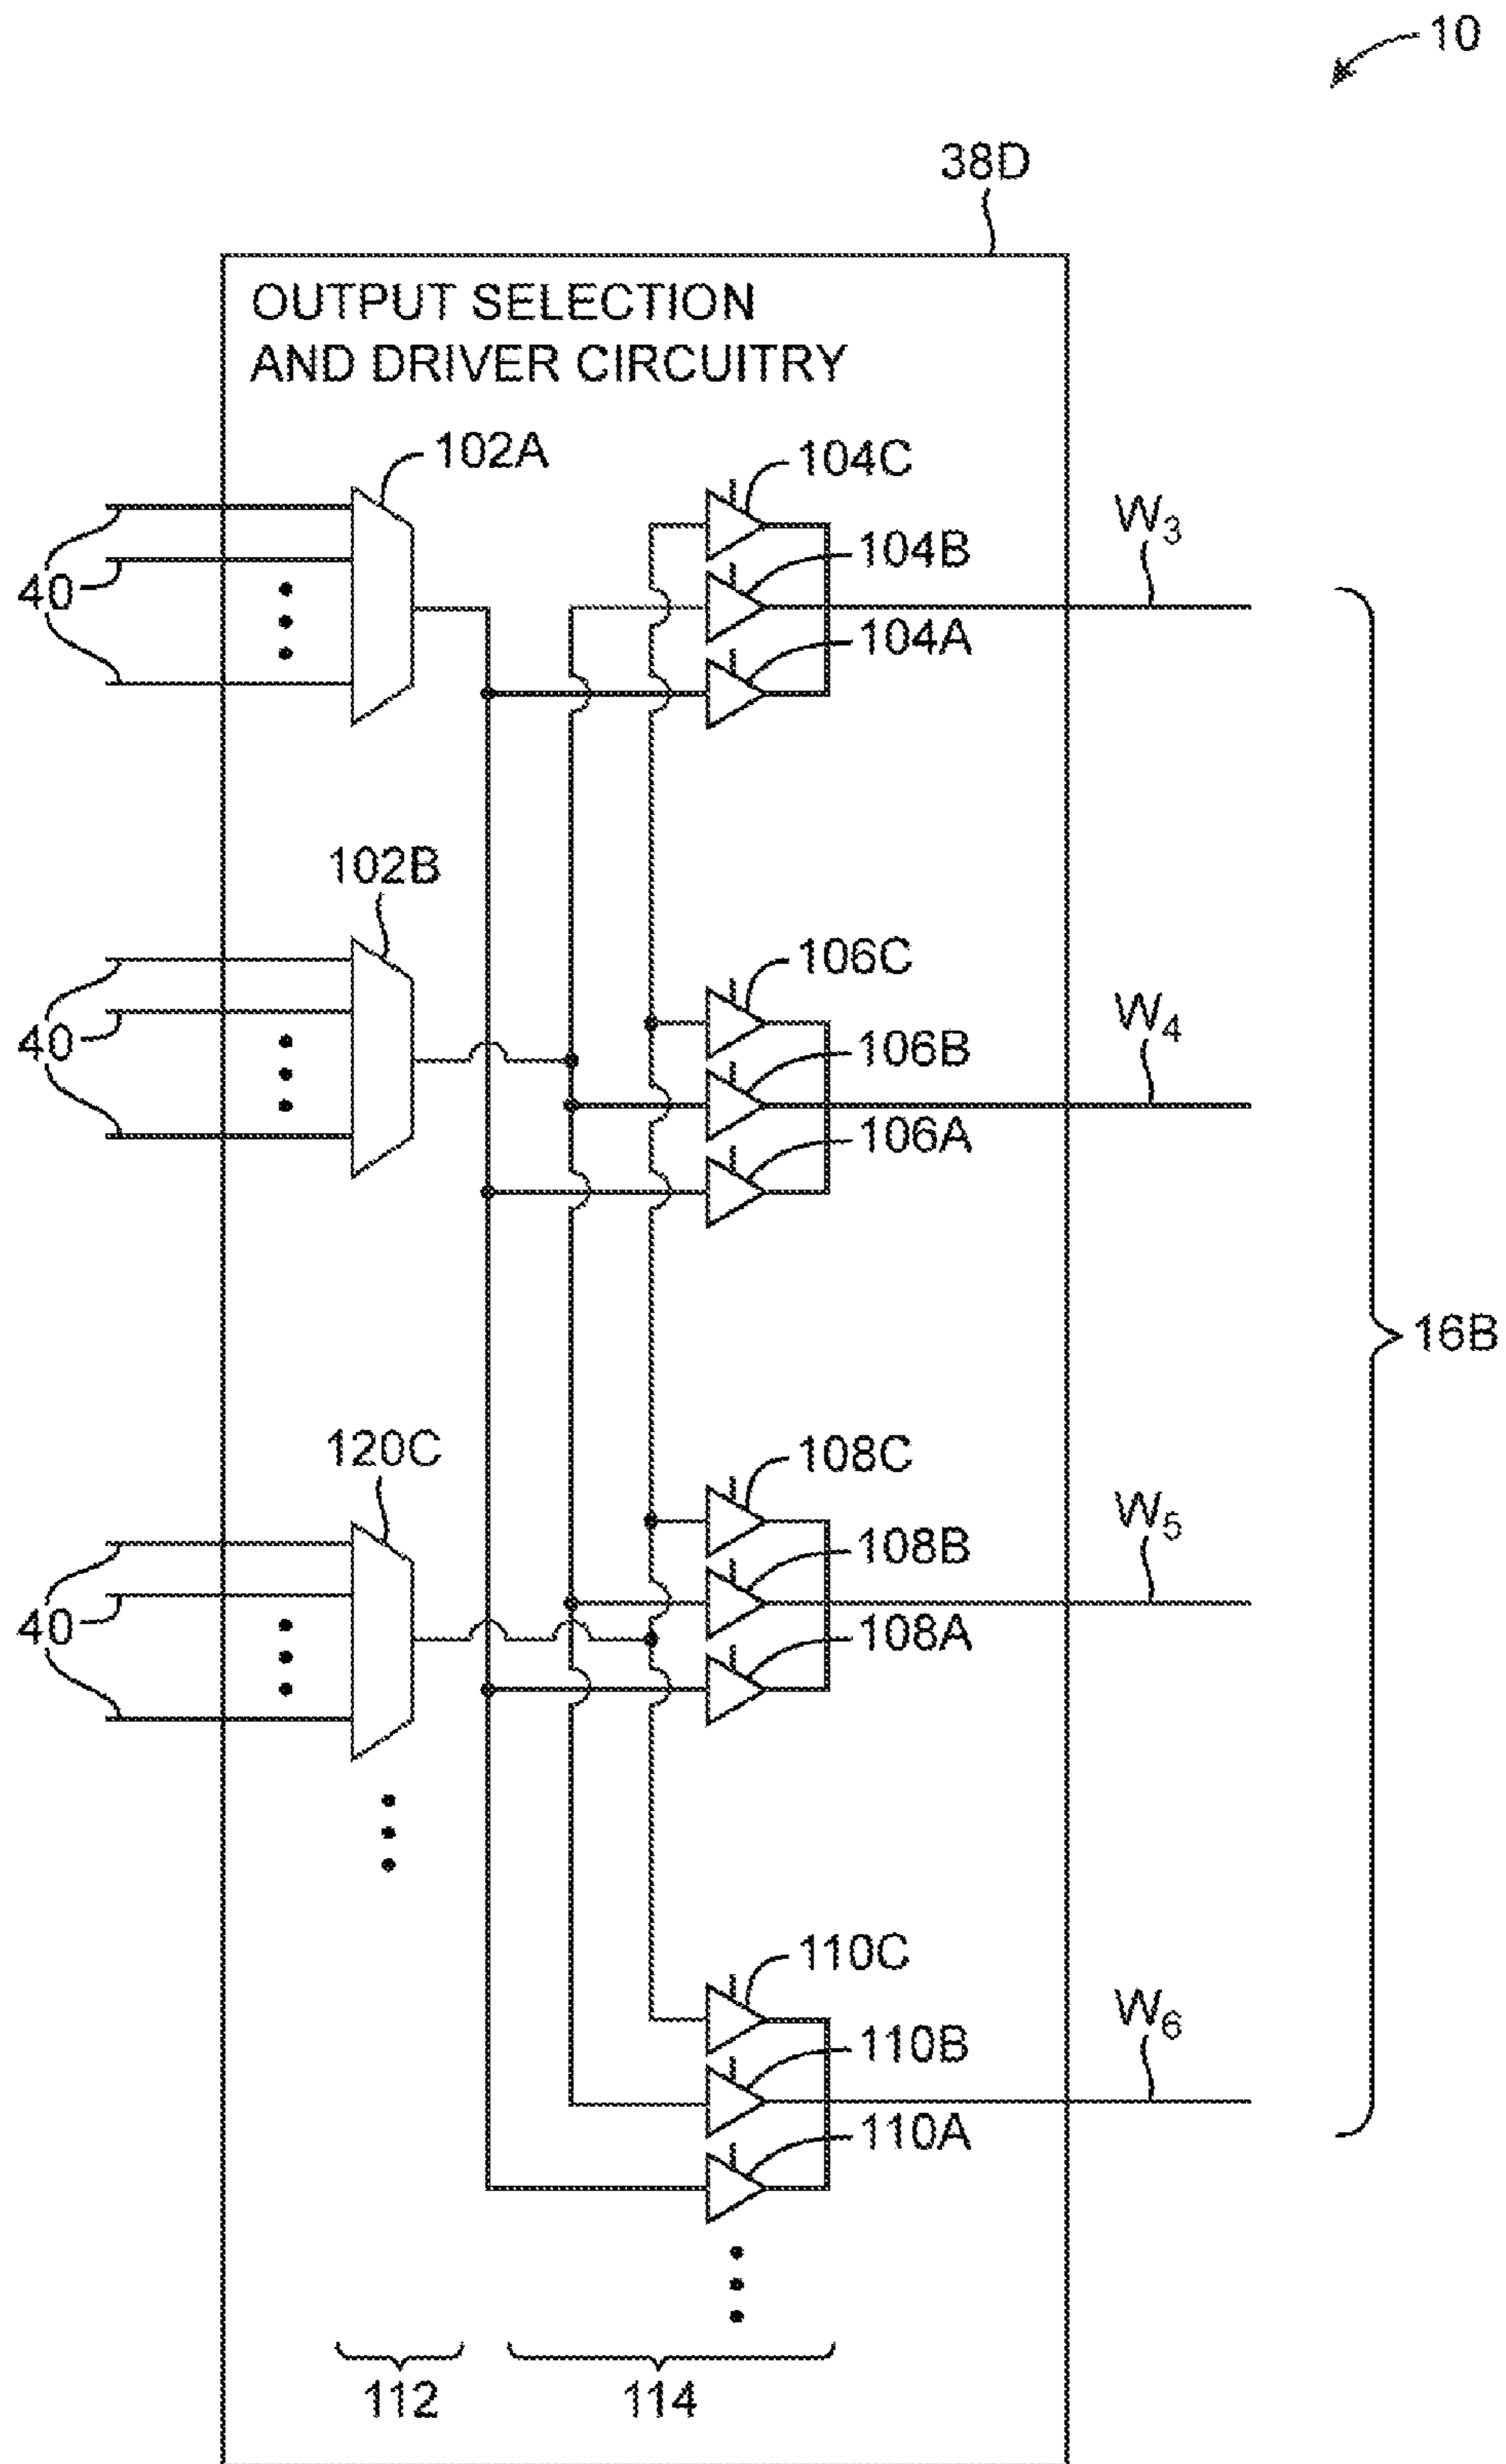 10
38D
OUTPUT SELECTION
AND DRIVER CIRCUITRY
102A
104C
W3
104B
40
104A
102B
106C
W4
40
106B
106A
16B
120C
108C
W5
108B
40
108A
110C
W6
110B
110A
112
114